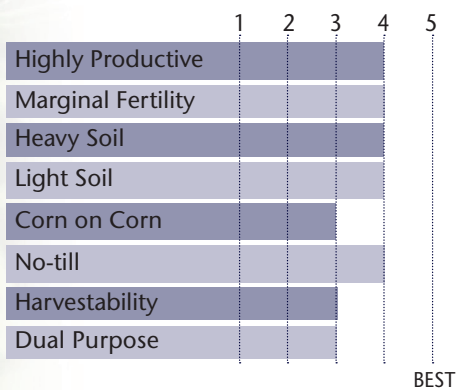 1 2 3 4 5
Highly Productive
Marginal Fertility
Heavy Soil
Light Soil
Corn on Corn
No-till
Harvestability
Dual Purpose
BEST